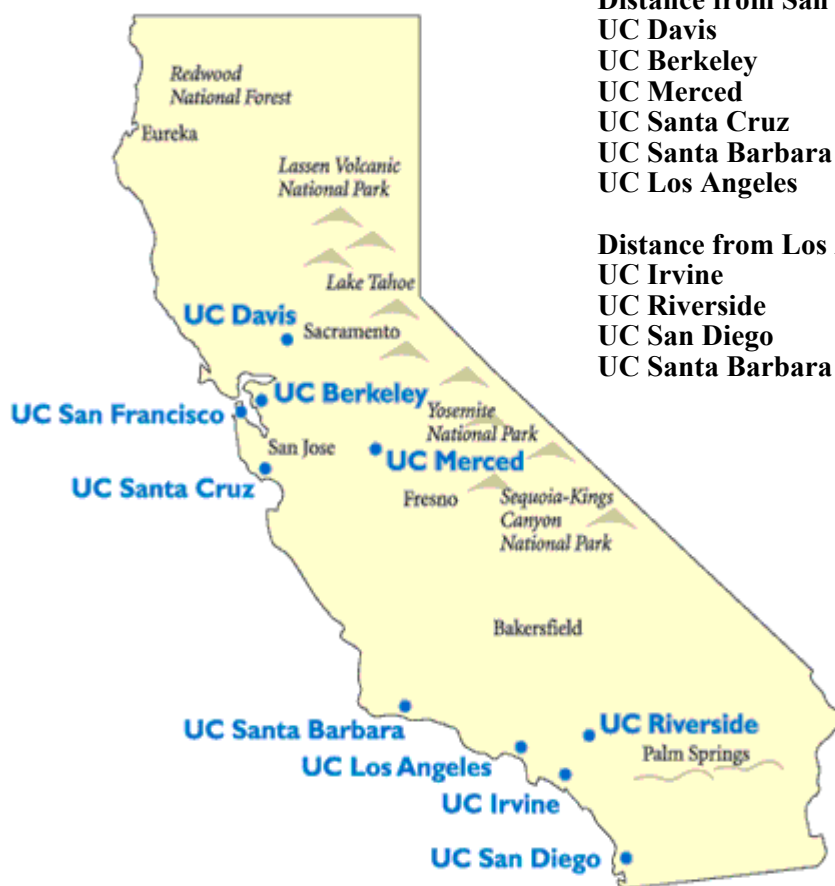 Distance from San
UC Davis
UC Berkeley
UC Merced
UC Santa Cruz
UC Santa Barbara
UC Los Angeles
Distance from Los
UC Irvine
UC Riverside
UC San Diego
UC Santa Barbara
Redwood
National Forest
Eureka
Lassen Volcanic
National Park
Lake Tahoe
UC Davis
Sacramento
UC Berkeley
UC San Francisco
Yosemite
National Park
San Jose
UC Merced
UC Santa Cruz
Fresno
Sequoia-Kings
Canyon
National Park
Bakersfield
UC Santa Barbara
UC Riverside
UC Los Angeles
Palm Springs
UC Irvine
UC San Diego